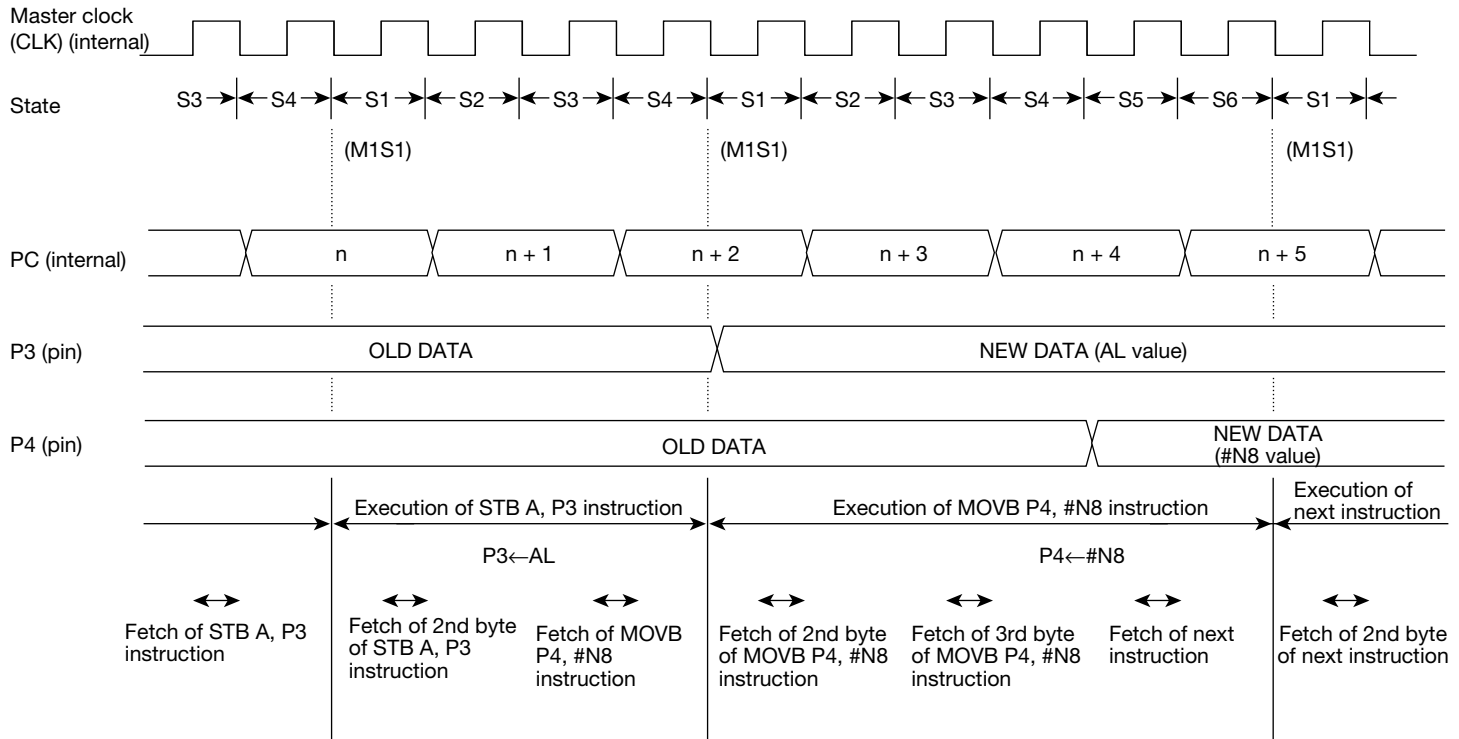 Master clock
(CLK) (internal)
State
S3 S4 S1 S2 S3 S4 S1 S2 S3 S4 S5 S6 S1
(M1S1) (M1S1) (M1S1)
PC (internal)
n n + 1 n + 2 n + 3 n + 4 n + 5
P3 (pin)
OLD DATA NEW DATA (AL value)
P4 (pin)
OLD DATA
NEW DATA
(#N8 value)
Execution of STB A, P3 instruction
Execution of MOVB P4, #N8 instruction
Execution of
next instruction
P3←AL P4←#N8
Fetch of STB A, P3
instruction
Fetch of 2nd byte
of STB A, P3
instruction
Fetch of MOVB
P4, #N8
instruction
Fetch of 2nd byte
of MOVB P4, #N8
instruction
Fetch of 3rd byte
of MOVB P4, #N8
instruction
Fetch of next
instruction
Fetch of 2nd byte
of next instruction